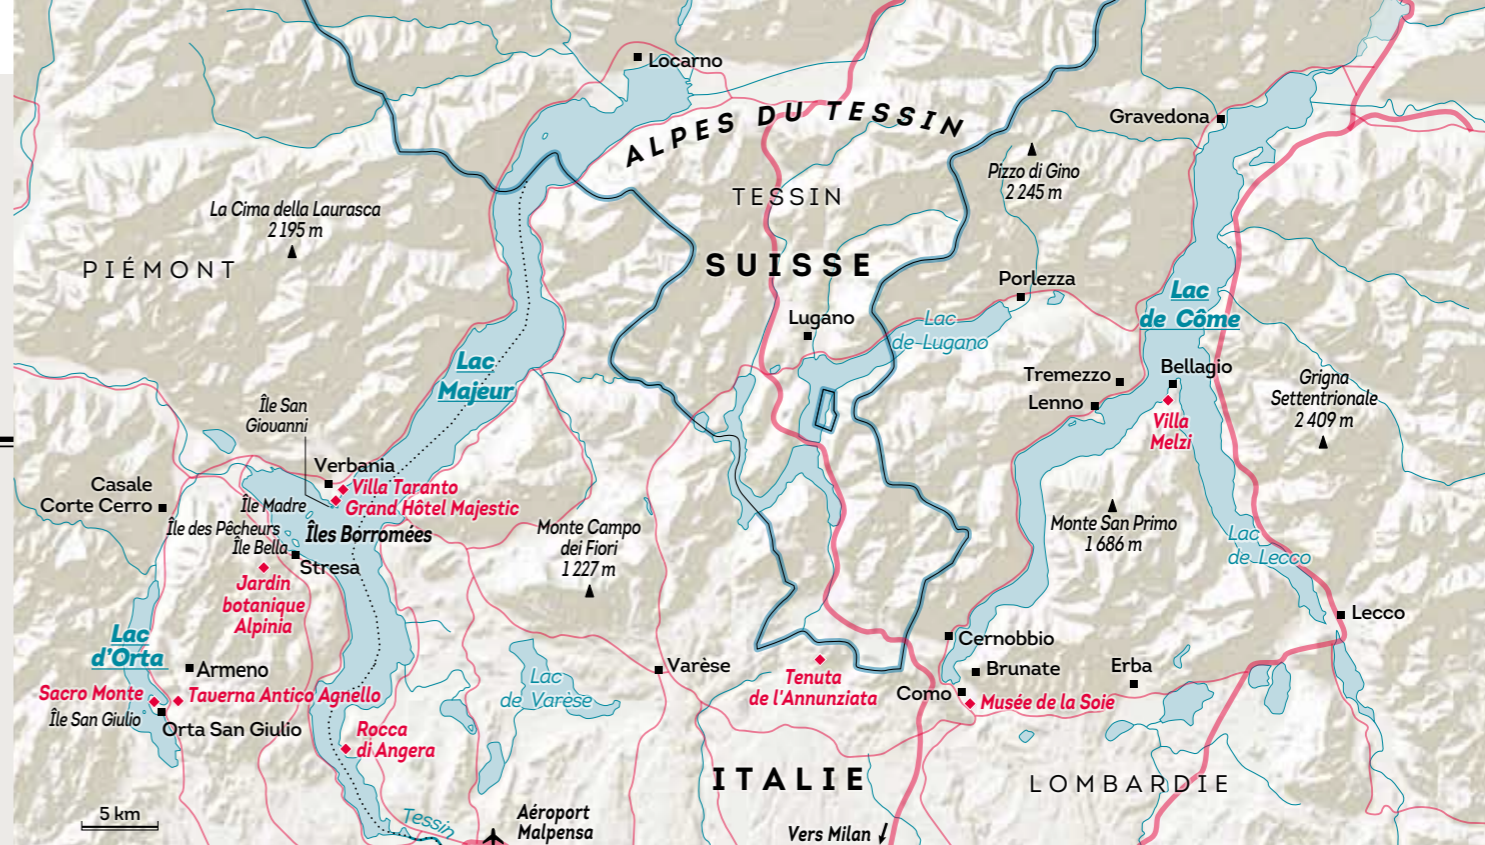 Locarno
ALPES DU TESSIN
Gravedona
Pizzo di Gino
2 245 m
TESSIN
La Cima della Laurasca
2 195 m
PIÉMONT
SUISSE
Porlezza
Lac
de Côme
Lugano
Lac
de Lugano
Lac
Majeur
Tremezzo
Bellagio
Lenno
Grigna
Settentrionale
2 409 m
Villa
Melzi
Île San
Giovanni
Verbania
Villa Taranto
Grand Hôtel Majestic
Casale
Corte Cerro
Île Madre
Île des Pêcheurs
Îles Borromées
Île Bella
Stresa
Monte Campo
dei Fiori
1 227 m
Monte San Primo
1 686 m
Lac
de Lecco
Jardin
botanique
Alpinia
Lecco
Lac
d'Orta
Cernobbio
Armeno
Varèse
Brunate
Erba
Lac
de Varèse
Tenuta
de l'Annunziata
Como
Musée de la Soie
Sacro Monte
Taverna Antico Agnello
Île San Giulio
Orta San Giulio
Rocca
di Angera
ITALIE
LOMBARDIE
5 km
Tessin
Aéroport
Malpensa
Vers Milan